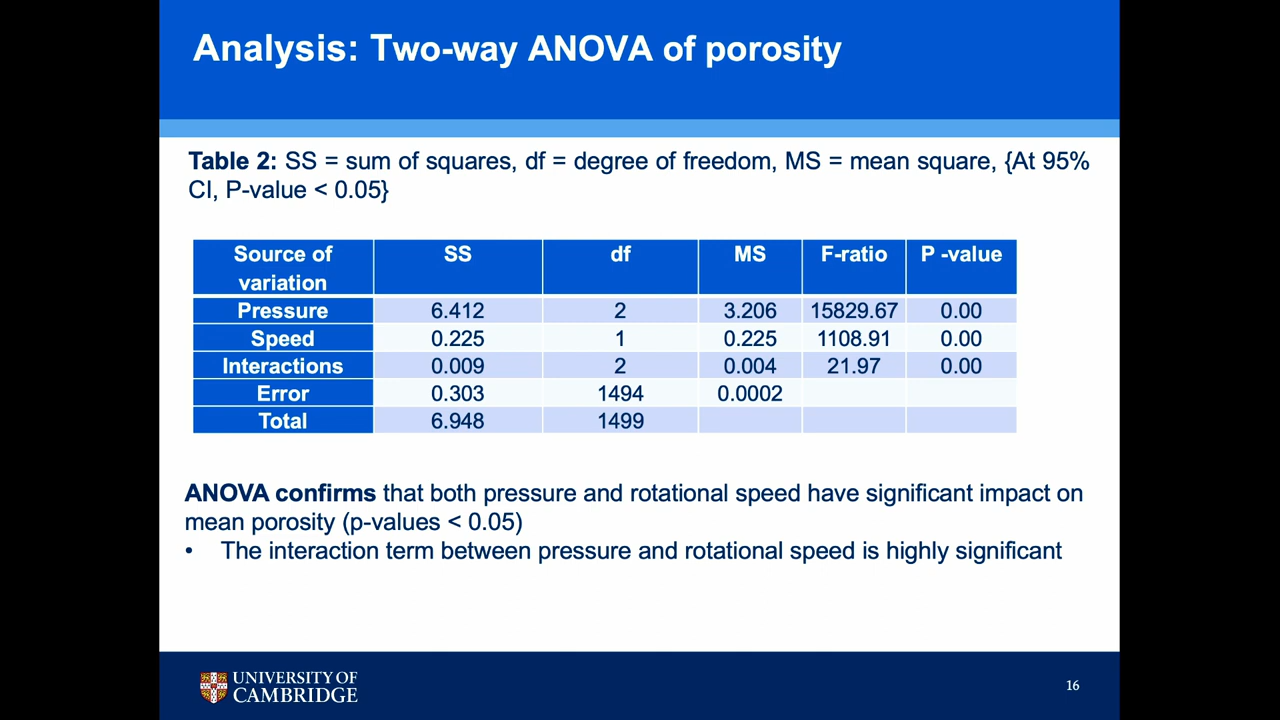 Analysis: Two-way ANOVA of porosity
Table 2: SS = sum of squares, df = degree of freedom, MS = mean square, {At 95%
CI, P-value < 0.05}
Source of variation SS df MS F-ratio P -value
Pressure 6.412 2 3.206 15829.67 0.00
Speed 0.225 1 0.225 1108.91 0.00
Interactions 0.009 2 0.004 21.97 0.00
Error 0.303 1494 0.0002
Total 6.948 1499
ANOVA confirms that both pressure and rotational speed have significant impact on
mean porosity (p-values < 0.05)
• The interaction term between pressure and rotational speed is highly significant
UNIVERSITY OF
CAMBRIDGE
16